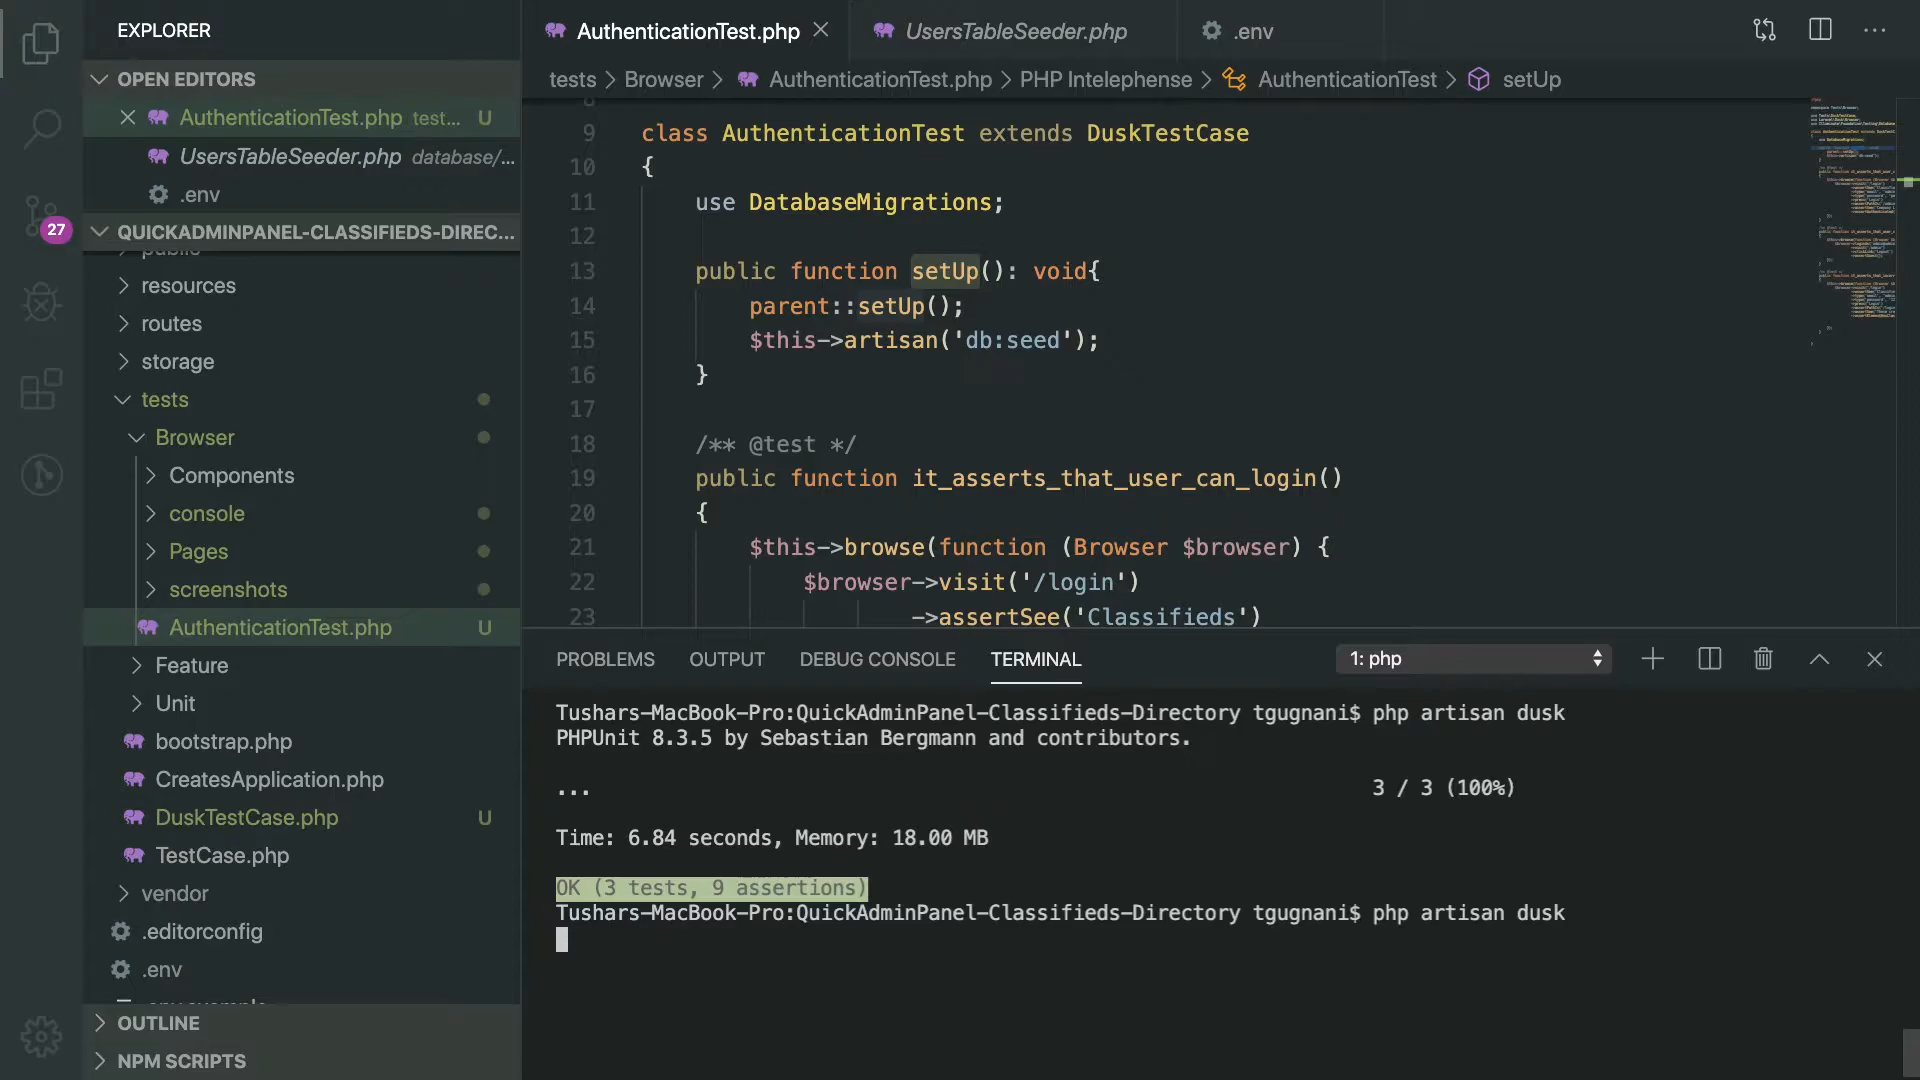 EXPLORER
OPEN EDITORS
AuthenticationTest.php test... U
UsersTableSeeder.php database/...
.env
27
QUICKADMINPANEL-CLASSIFIEDS-DIREC...
public
resources
routes
storage
tests
Browser
Components
console
Pages
screenshots
AuthenticationTest.php U
Feature
Unit
bootstrap.php
CreatesApplication.php
DuskTestCase.php U
TestCase.php
vendor
.editorconfig
.env
.env.example
OUTLINE
NPM SCRIPTS
AuthenticationTest.php
UsersTableSeeder.php
.env
tests > Browser > AuthenticationTest.php > PHP Intelephense > AuthenticationTest > setUp
8
9 class AuthenticationTest extends DuskTestCase
10 {
11 use DatabaseMigrations;
12
13 public function setUp(): void{
14 parent::setUp();
15 $this->artisan('db:seed');
16 }
17
18 /** @test */
19 public function it_asserts_that_user_can_login()
20 {
21 $this->browse(function (Browser $browser) {
22 $browser->visit('/login')
23 ->assertSee('Classifieds')
PROBLEMS OUTPUT DEBUG CONSOLE TERMINAL 1: php
Tushars-MacBook-Pro:QuickAdminPanel-Classifieds-Directory tgugnani$ php artisan dusk
PHPUnit 8.3.5 by Sebastian Bergmann and contributors.
... 3 / 3 (100%)
Time: 6.84 seconds, Memory: 18.00 MB
OK (3 tests, 9 assertions)
Tushars-MacBook-Pro:QuickAdminPanel-Classifieds-Directory tgugnani$ php artisan dusk